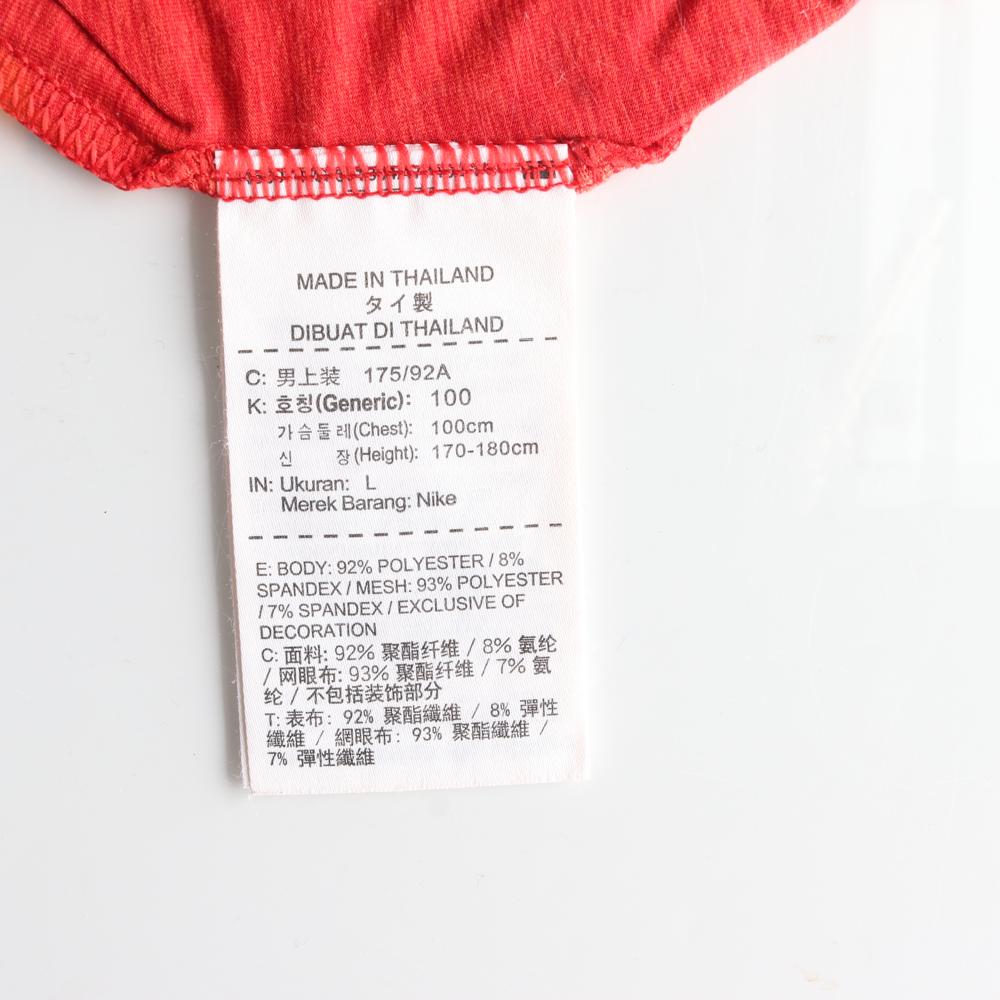 MADE IN THAILAND
タイ製
DIBUAT DI THAILAND
C: 男上装 175/92A
K: 호칭(Generic): 100
가슴둘레(Chest): 100cm
신 장(Height): 170-180cm
IN: Ukuran: L
Merek Barang: Nike
E: BODY: 92% POLYESTER / 8%
SPANDEX / MESH: 93% POLYESTER
/ 7% SPANDEX / EXCLUSIVE OF
DECORATION
C: 面料: 92% 聚酯纤维 / 8% 氨纶
/ 网眼布: 93% 聚酯纤维 / 7% 氨
纶 / 不包括装饰部分
T: 表布: 92% 聚酯纖維 / 8% 彈性
纖維 / 網眼布: 93% 聚酯纖維 /
7% 彈性纖維